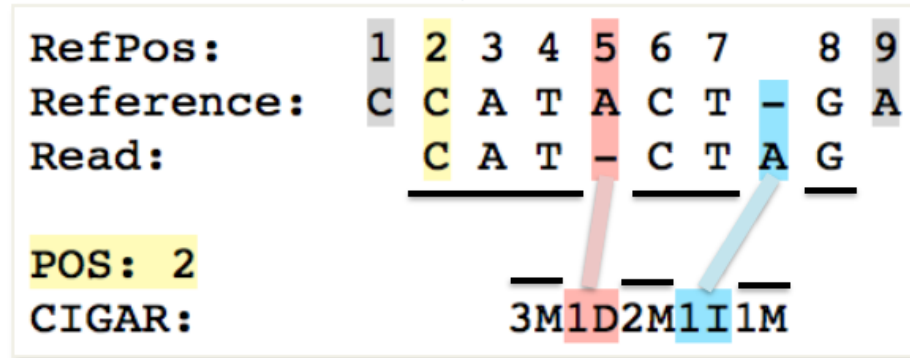 RefPos: 1 2 3 4 5 6 7 8 9
Reference: C C A T A C T - G A
Read: C A T - C T A G
POS: 2
CIGAR: 3M1D2M1I1M